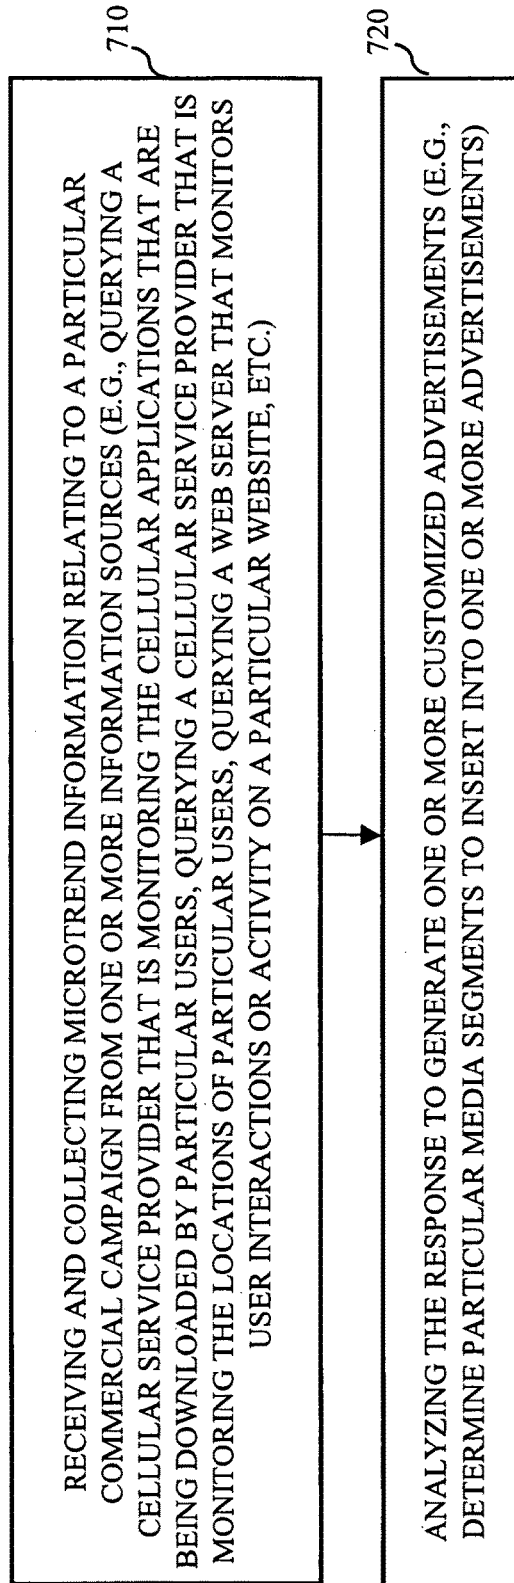 710
RECEIVING AND COLLECTING MICROTREND INFORMATION RELATING TO A PARTICULAR
COMMERCIAL CAMPAIGN FROM ONE OR MORE INFORMATION SOURCES (E.G., QUERYING A
CELLULAR SERVICE PROVIDER THAT IS MONITORING THE CELLULAR APPLICATIONS THAT ARE
BEING DOWNLOADED BY PARTICULAR USERS, QUERYING A CELLULAR SERVICE PROVIDER THAT IS
MONITORING THE LOCATIONS OF PARTICULAR USERS, QUERYING A WEB SERVER THAT MONITORS
USER INTERACTIONS OR ACTIVITY ON A PARTICULAR WEBSITE, ETC.)
720
ANALYZING THE RESPONSE TO GENERATE ONE OR MORE CUSTOMIZED ADVERTISEMENTS (E.G.,
DETERMINE PARTICULAR MEDIA SEGMENTS TO INSERT INTO ONE OR MORE ADVERTISEMENTS)